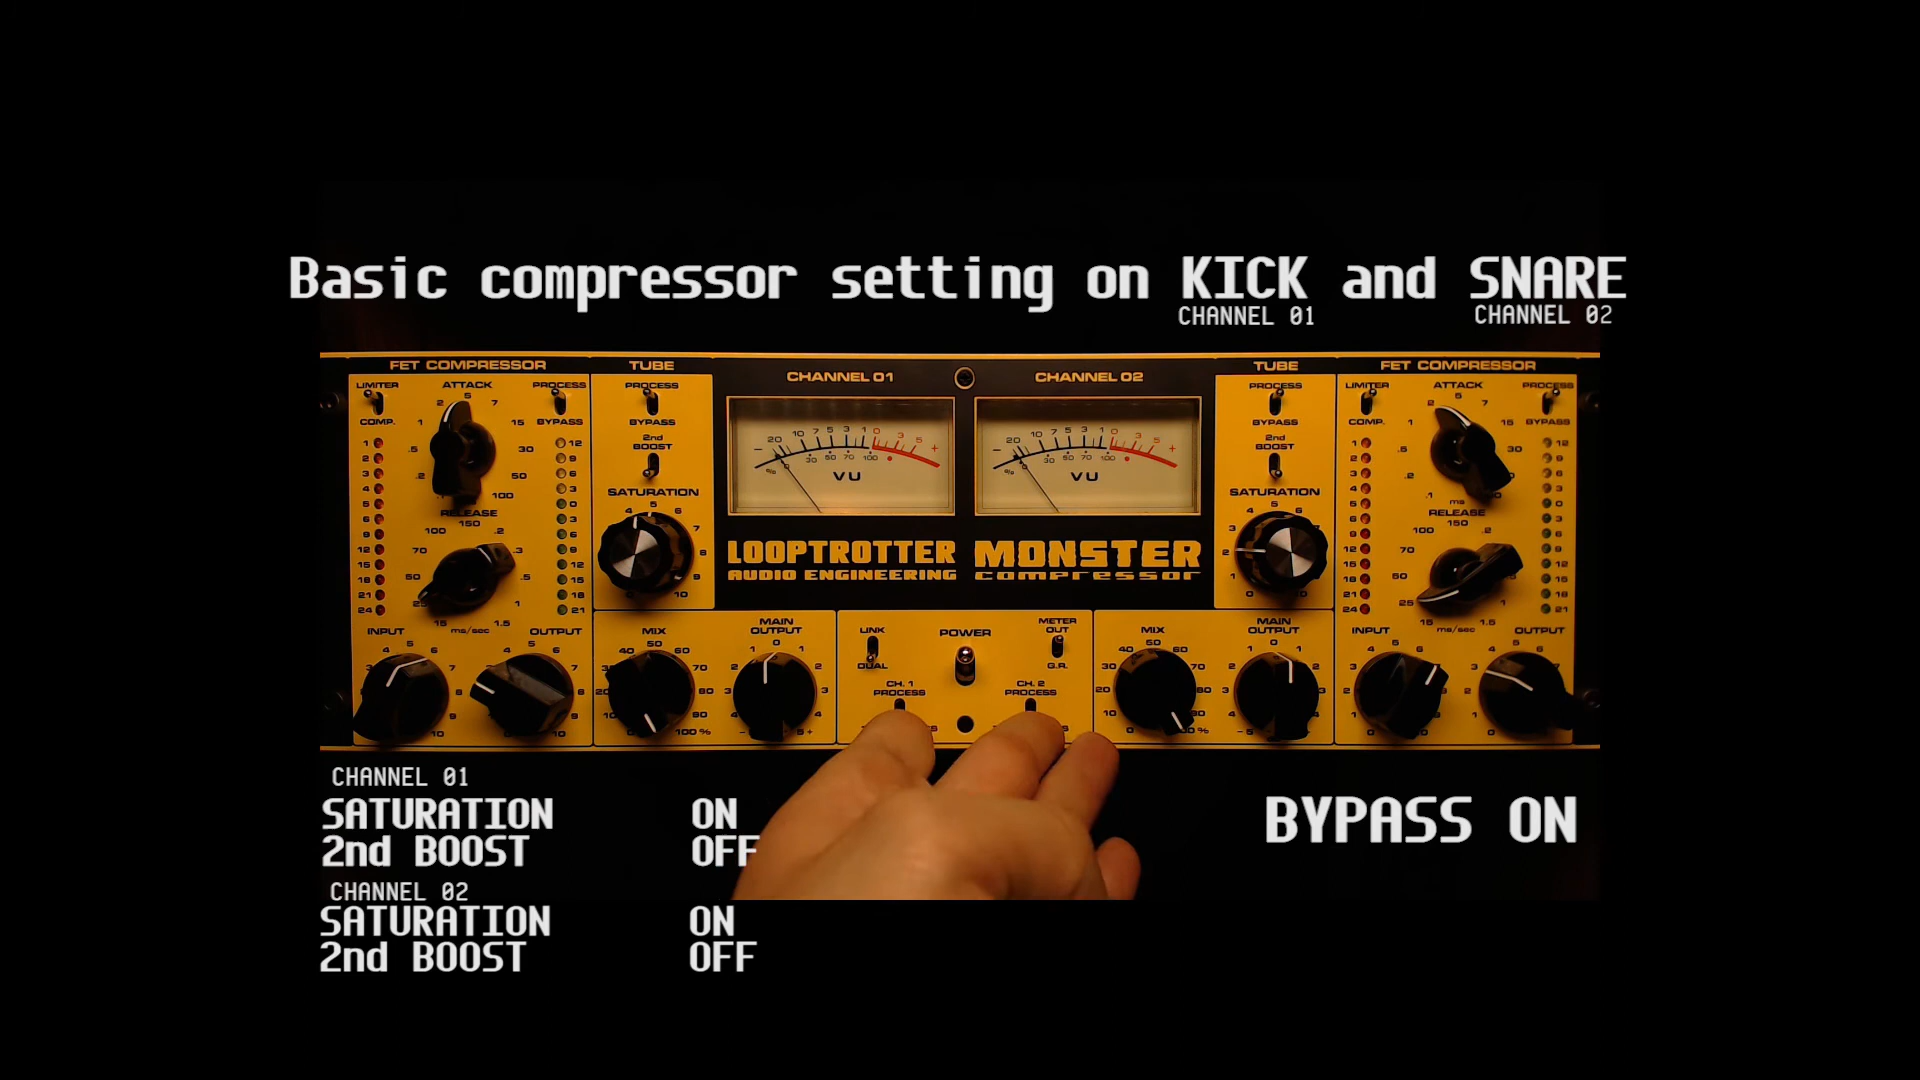 Basic compressor setting on KICK and SNARE
CHANNEL 01 CHANNEL 02
FET COMPRESSOR TUBE TUBE FET COMPRESSOR
CHANNEL 01 CHANNEL 02
LIMITER ATTACK PROCESS PROCESS PROCESS LIMITER ATTACK PROCESS
COMP. BYPASS BYPASS BYPASS COMP. BYPASS
2nd BOOST 2nd BOOST
VU VU
SATURATION SATURATION
RELEASE RELEASE
LOOPTROTTER MONSTER
AUDIO ENGINEERING compressor
ms/sec ms/sec
INPUT OUTPUT MIX MAIN OUTPUT LINK POWER METER OUT MIX MAIN OUTPUT INPUT OUTPUT
DUAL G.R.
CH. 1 PROCESS CH. 2 PROCESS
CHANNEL 01
SATURATION ON
2nd BOOST OFF
BYPASS ON
CHANNEL 02
SATURATION ON
2nd BOOST OFF